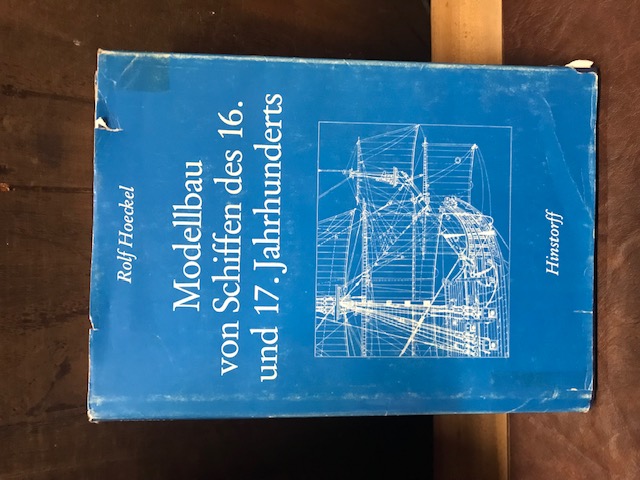 Rolf Hoeckel
Modellbau
von Schiffen des 16.
und 17. Jahrhunderts
Hinstorff